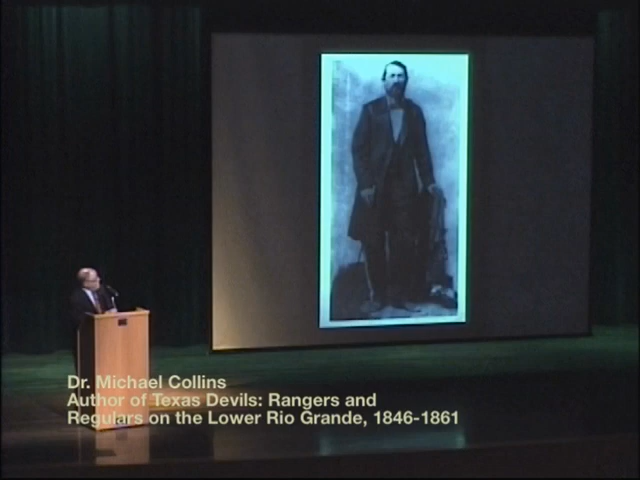 Dr. Michael Collins
Author of Texas Devils: Rangers and
Regulars on the Lower Rio Grande, 1846-1861